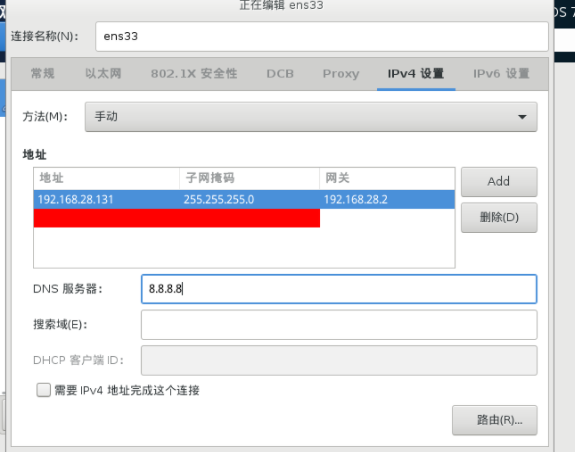 正在编辑 ens33
OS 7
连接名称(N): ens33
常规 以太网 802.1X 安全性 DCB Proxy IPv4 设置 IPv6 设置
方法(M): 手动
地址
地址 子网掩码 网关
192.168.28.131 255.255.255.0 192.168.28.2
Add
删除(D)
DNS 服务器: 8.8.8.8
搜索域(E):
DHCP 客户端 ID:
需要 IPv4 地址完成这个连接
路由(R)...